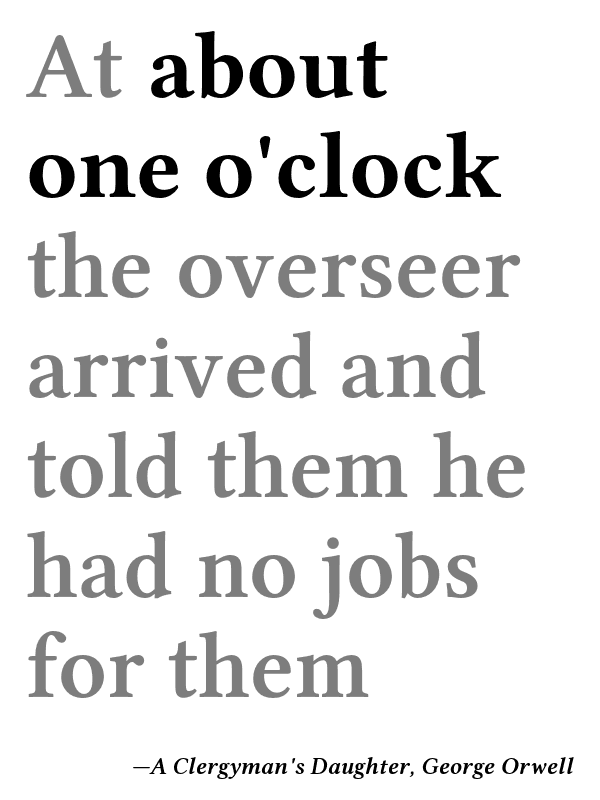 At about
one o'clock
the overseer
arrived and
told them he
had no jobs
for them
—A Clergyman's Daughter, George Orwell